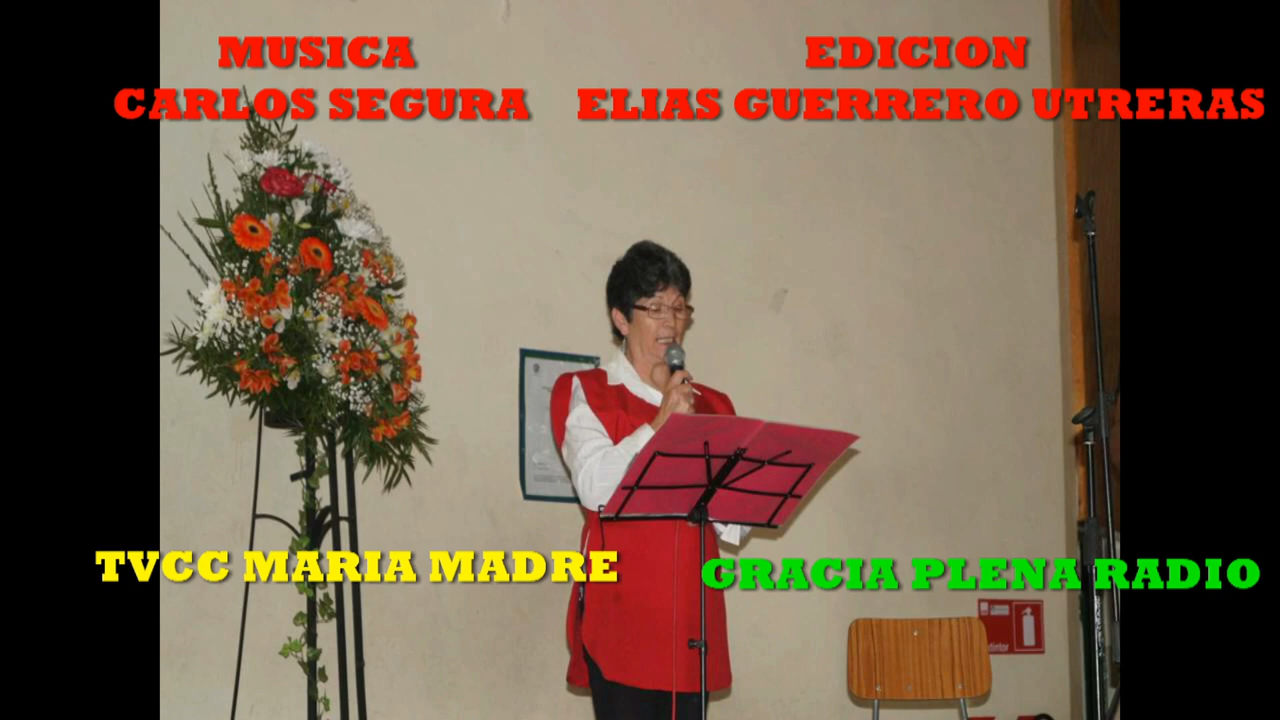 MUSICA
CARLOS SEGURA
EDICION
ELIAS GUERRERO UTRERAS
TVCC MARIA MADRE
GRACIA PLENA RADIO